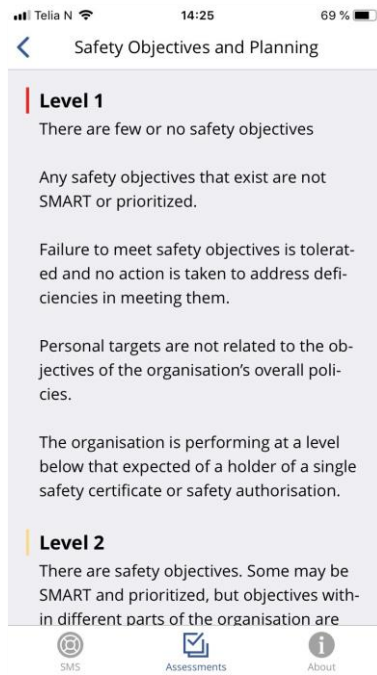 Telia N 14:25 69 %
Safety Objectives and Planning
Level 1
There are few or no safety objectives
Any safety objectives that exist are not
SMART or prioritized.
Failure to meet safety objectives is tolerat-
ed and no action is taken to address defi-
ciencies in meeting them.
Personal targets are not related to the ob-
jectives of the organisation's overall poli-
cies.
The organisation is performing at a level
below that expected of a holder of a single
safety certificate or safety authorisation.
Level 2
There are safety objectives. Some may be
SMART and prioritized, but objectives with-
in different parts of the organisation are
SMS Assessments About